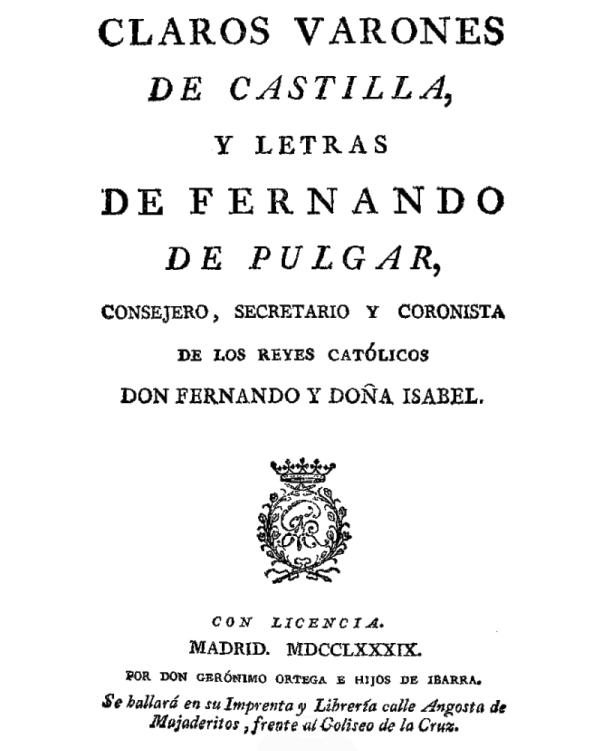 CLAROS VARONES
DE CASTILLA,
Y LETRAS
DE FERNANDO
DE PULGAR,
CONSEJERO, SECRETARIO Y CORONISTA
DE LOS REYES CATÓLICOS
DON FERNANDO Y DOÑA ISABEL.
CON LICENCIA.
MADRID. MDCCLXXXIX.
POR DON GERÓNIMO ORTEGA E HIJOS DE IBARRA.
Se hallará en su Imprenta y Librería calle Angosta de
Majaderitos, frente al Coliseo de la Cruz.